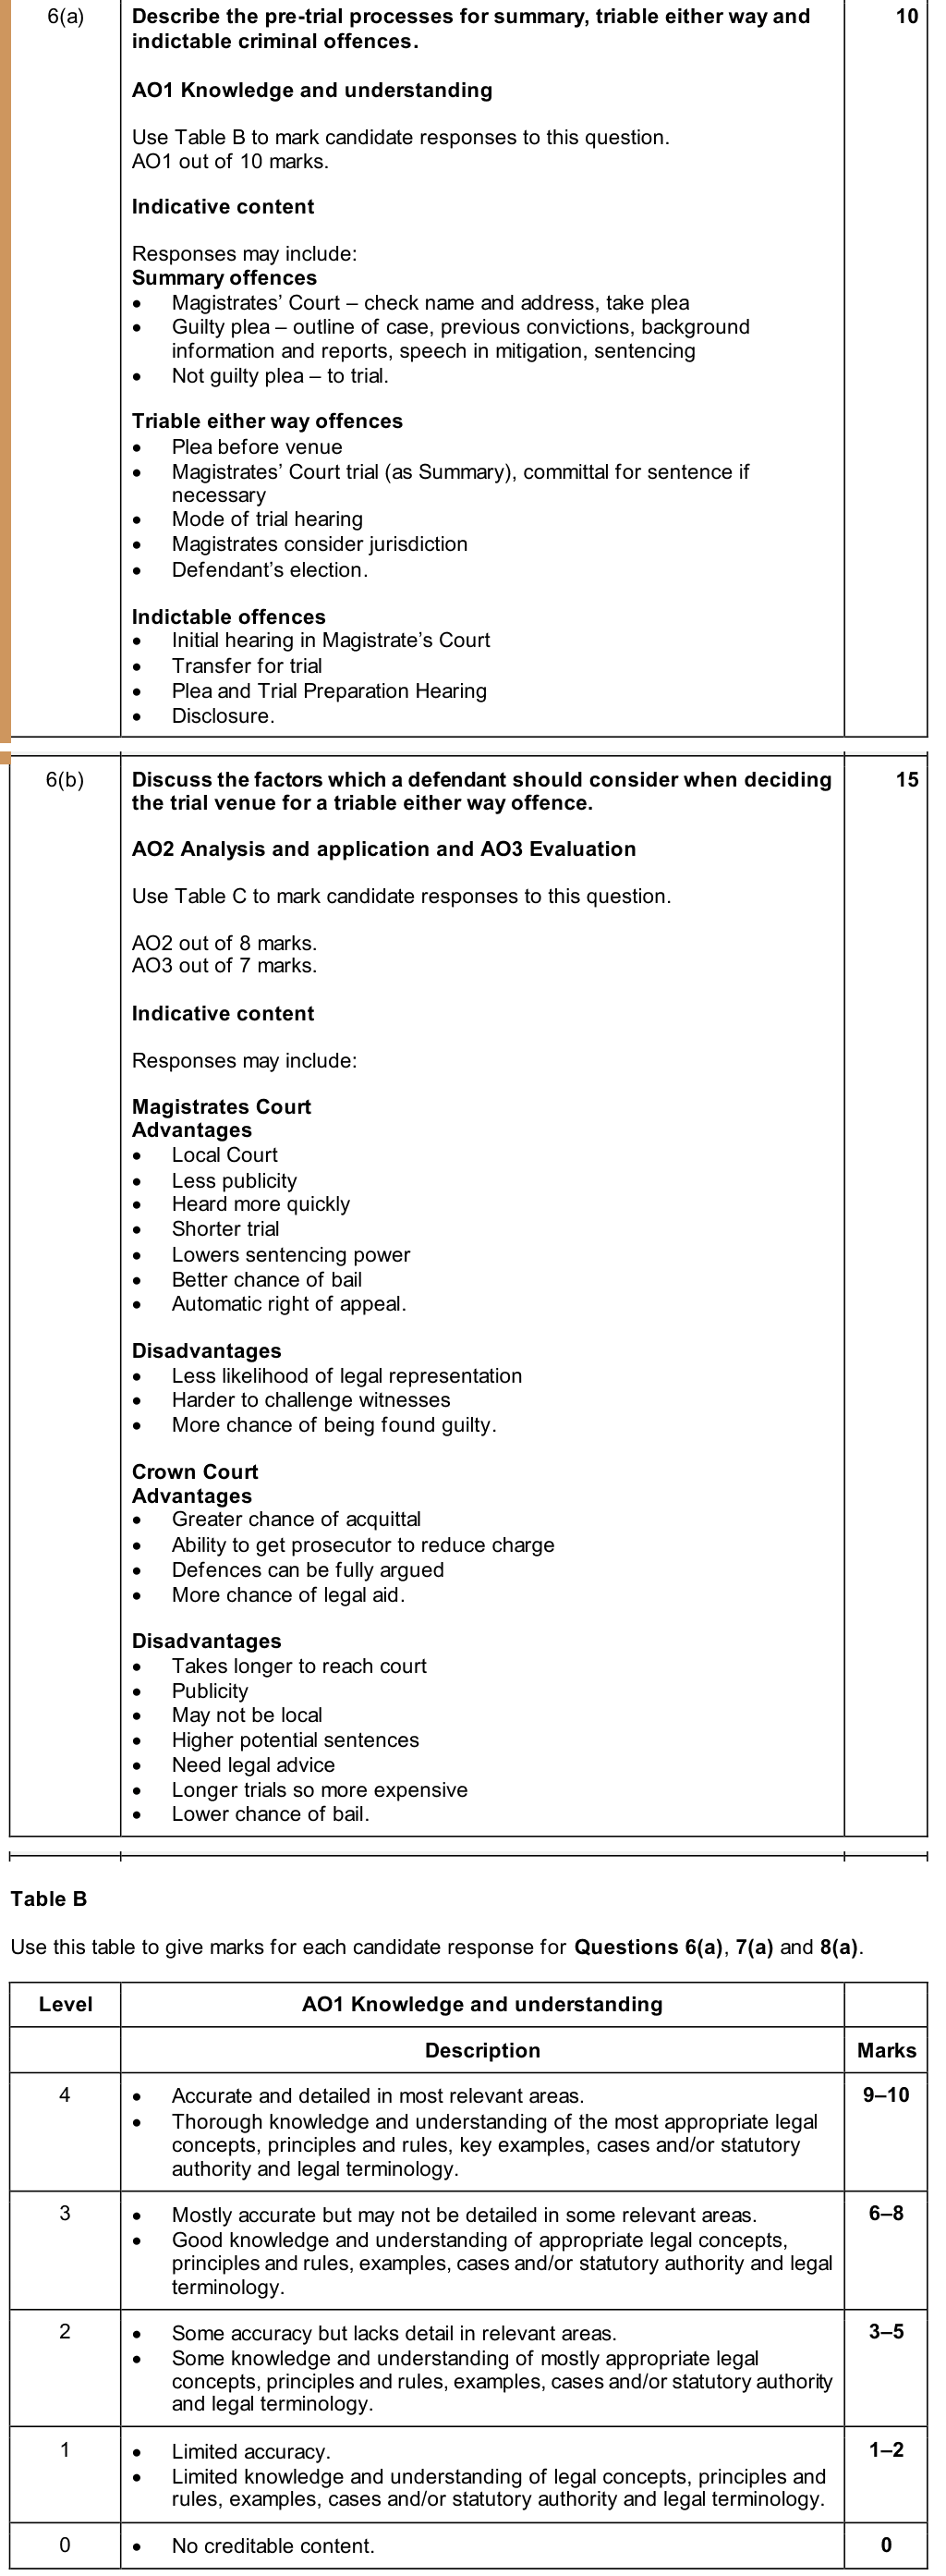 6(a) Describe the pre-trial processes for summary, triable either way and 10
indictable criminal offences.
AO1 Knowledge and understanding
Use Table B to mark candidate responses to this question.
AO1 out of 10 marks.
Indicative content
Responses may include:
Summary offences
• Magistrates' Court – check name and address, take plea
• Guilty plea – outline of case, previous convictions, background
information and reports, speech in mitigation, sentencing
• Not guilty plea – to trial.
Triable either way offences
• Plea before venue
• Magistrates' Court trial (as Summary), committal for sentence if
necessary
• Mode of trial hearing
• Magistrates consider jurisdiction
• Defendant's election.
Indictable offences
• Initial hearing in Magistrate's Court
• Transfer for trial
• Plea and Trial Preparation Hearing
• Disclosure.
6(b) Discuss the factors which a defendant should consider when deciding 15
the trial venue for a triable either way offence.
AO2 Analysis and application and AO3 Evaluation
Use Table C to mark candidate responses to this question.
AO2 out of 8 marks.
AO3 out of 7 marks.
Indicative content
Responses may include:
Magistrates Court
Advantages
• Local Court
• Less publicity
• Heard more quickly
• Shorter trial
• Lowers sentencing power
• Better chance of bail
• Automatic right of appeal.
Disadvantages
• Less likelihood of legal representation
• Harder to challenge witnesses
• More chance of being found guilty.
Crown Court
Advantages
• Greater chance of acquittal
• Ability to get prosecutor to reduce charge
• Defences can be fully argued
• More chance of legal aid.
Disadvantages
• Takes longer to reach court
• Publicity
• May not be local
• Higher potential sentences
• Need legal advice
• Longer trials so more expensive
• Lower chance of bail.
Table B
Use this table to give marks for each candidate response for Questions 6(a), 7(a) and 8(a).
Level AO1 Knowledge and understanding
Description Marks
4 • Accurate and detailed in most relevant areas. 9–10
• Thorough knowledge and understanding of the most appropriate legal
concepts, principles and rules, key examples, cases and/or statutory
authority and legal terminology.
3 • Mostly accurate but may not be detailed in some relevant areas. 6–8
• Good knowledge and understanding of appropriate legal concepts,
principles and rules, examples, cases and/or statutory authority and legal
terminology.
2 • Some accuracy but lacks detail in relevant areas. 3–5
• Some knowledge and understanding of mostly appropriate legal
concepts, principles and rules, examples, cases and/or statutory authority
and legal terminology.
1 • Limited accuracy. 1–2
• Limited knowledge and understanding of legal concepts, principles and
rules, examples, cases and/or statutory authority and legal terminology.
0 • No creditable content. 0